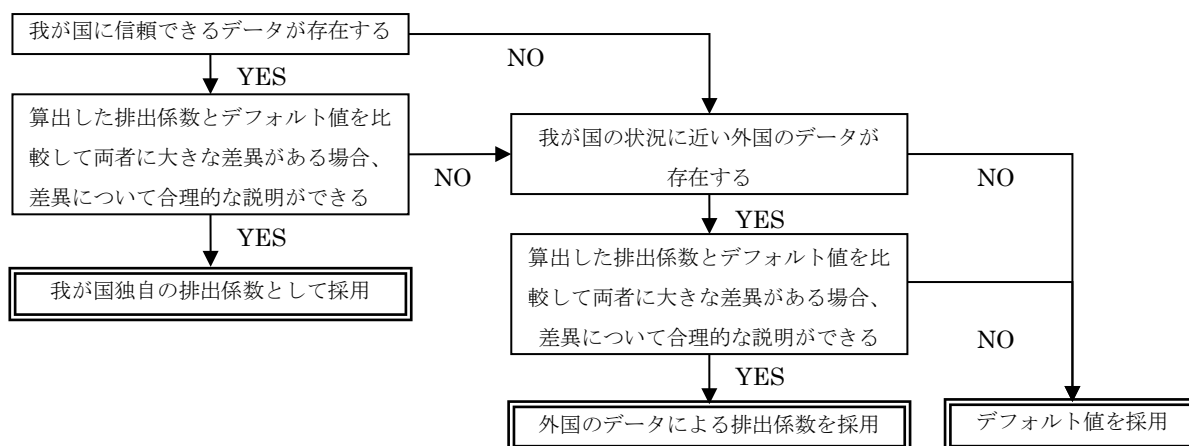 我が国に信頼できるデータが存在する
NO
YES
算出した排出係数とデフォルト値を比
較して両者に大きな差異がある場合、
差異について合理的な説明ができる
NO
我が国の状況に近い外国のデータが
存在する
NO
YES
YES
我が国独自の排出係数として採用
算出した排出係数とデフォルト値を比
較して両者に大きな差異がある場合、
差異について合理的な説明ができる
NO
YES
外国のデータによる排出係数を採用
デフォルト値を採用